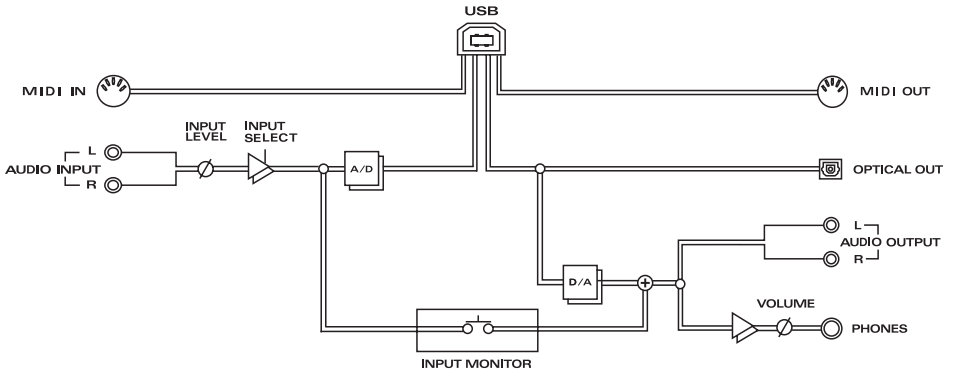 USB
MIDI IN
MIDI OUT
INPUT
LEVEL
INPUT
SELECT
L
AUDIO INPUT
R
A/D
OPTICAL OUT
L
AUDIO OUTPUT
R
D/A
+
VOLUME
PHONES
INPUT MONITOR